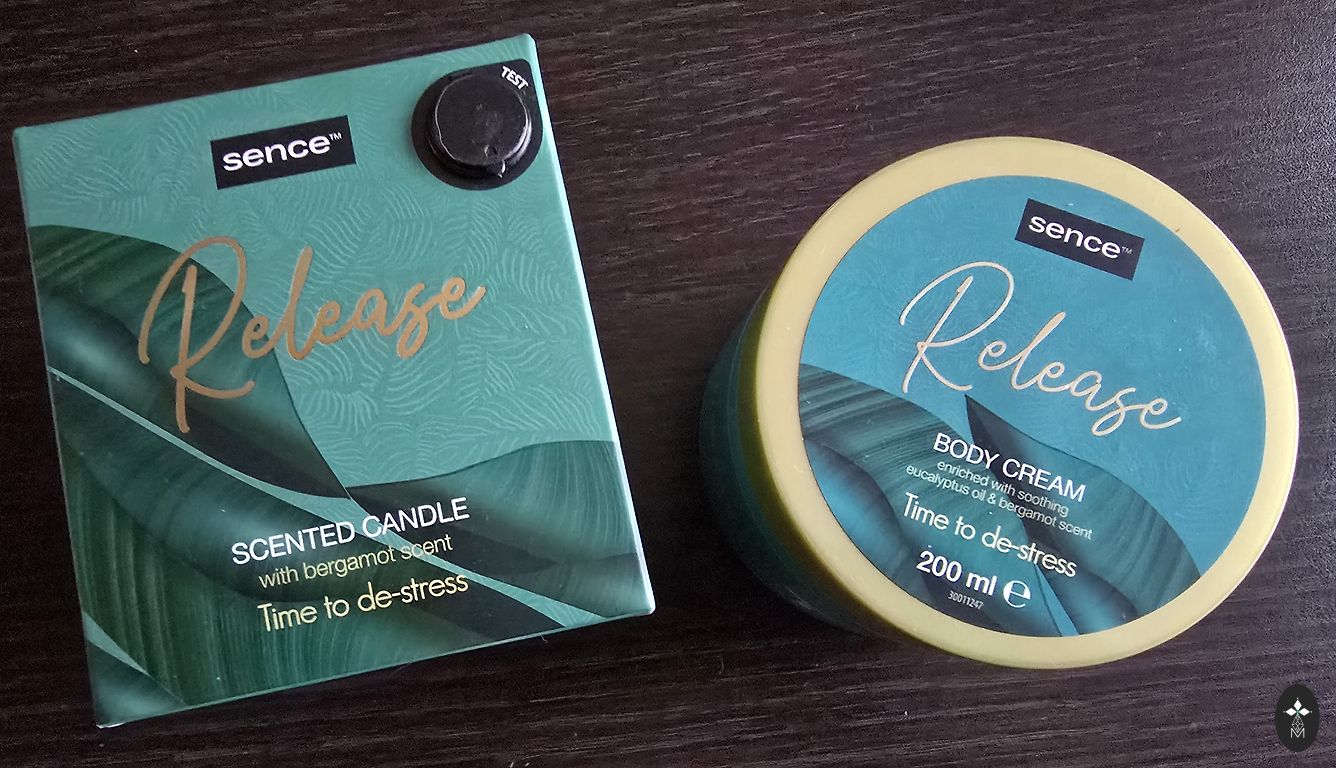 TEST
sence™
Release
SCENTED CANDLE
with bergamot scent
Time to de-stress
sence™
Release
BODY CREAM
enriched with soothing
eucalyptus oil & bergamot scent
Time to de-stress
200 ml ℮
30011247
M